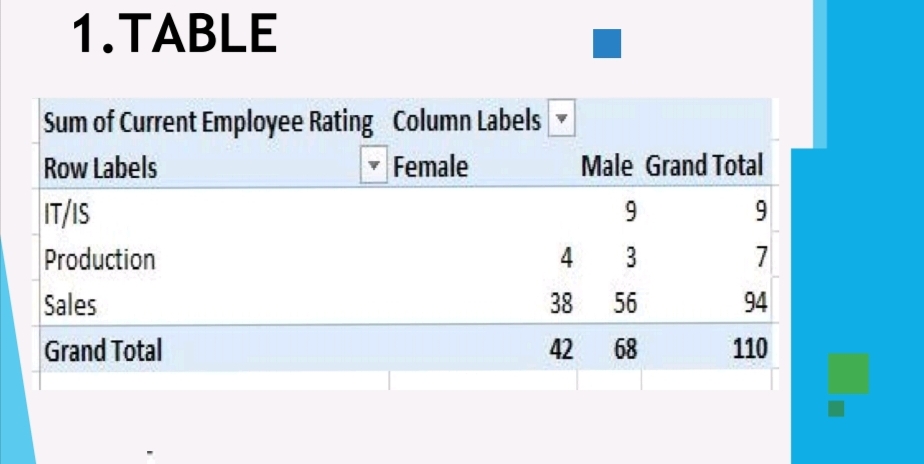 1.TABLE
Sum of Current Employee Rating Column Labels
Row Labels Female Male Grand Total
IT/IS 9 9
Production 4 3 7
Sales 38 56 94
Grand Total 42 68 110